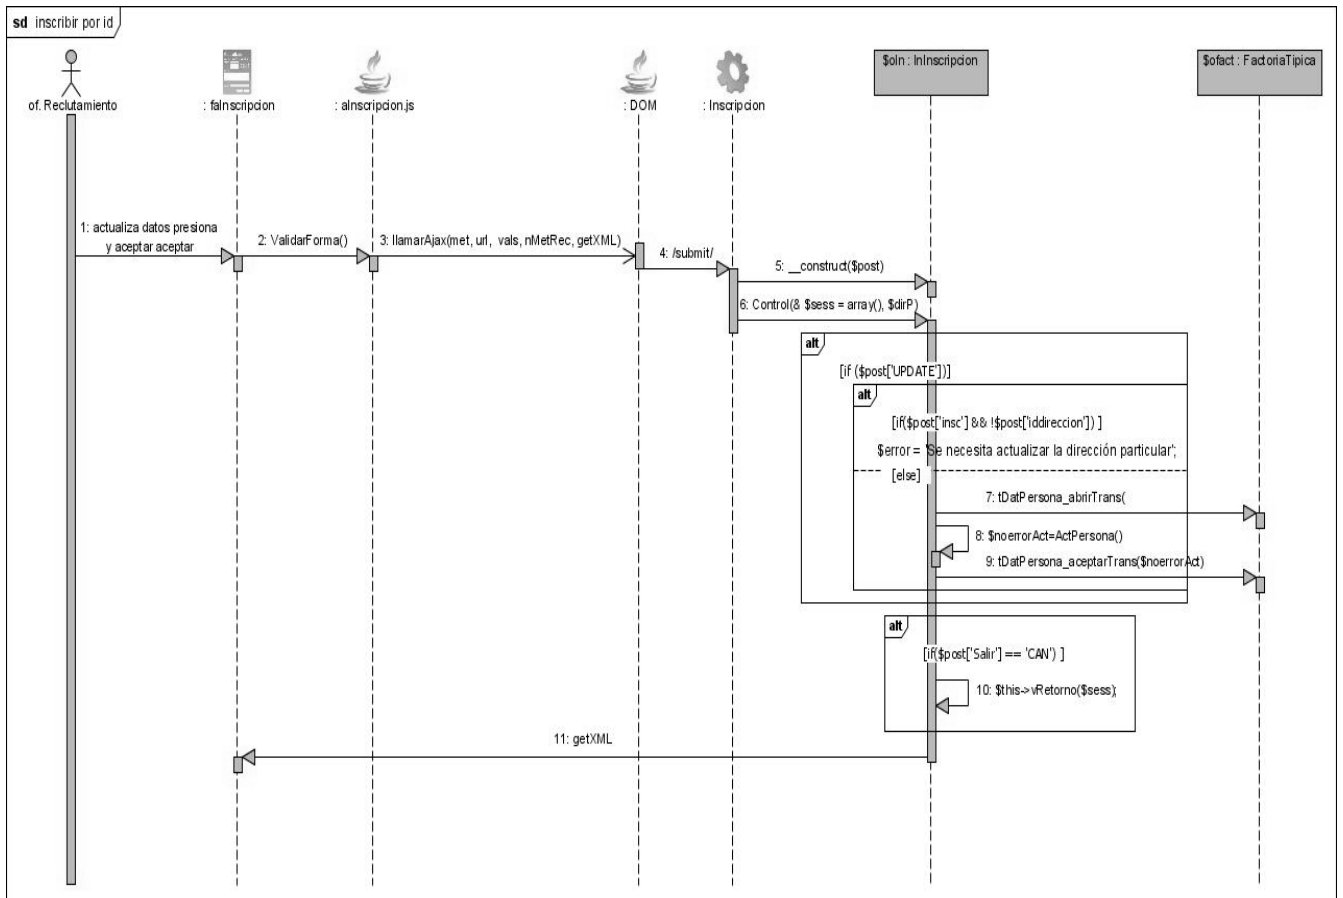 sd inscribir por id
of. Reclutamiento
: faInscripcion
: aInscripcion.js
: DOM
: Inscripcion
$oIn : InInscripcion
$ofact : FactoriaTipica
1: actualiza datos presiona
y aceptar aceptar
2: ValidarForma()
3: llamarAjax(met, url, vals, nMetRec, getXML)
4: /submit/
5: __construct($post)
6: Control(& $sess = array(), $dirP)
alt
[if ($post['UPDATE'])]
alt
[if($post['insc'] && !$post['iddireccion']) ]
$error = 'Se necesita actualizar la dirección particular';
[else]
7: tDatPersona_abrirTrans(
8: $noerrorAct=ActPersona()
9: tDatPersona_aceptarTrans($noerrorAct)
alt
[if($post['Salir'] == 'CAN') ]
10: $this->vRetorno($sess);
11: getXML